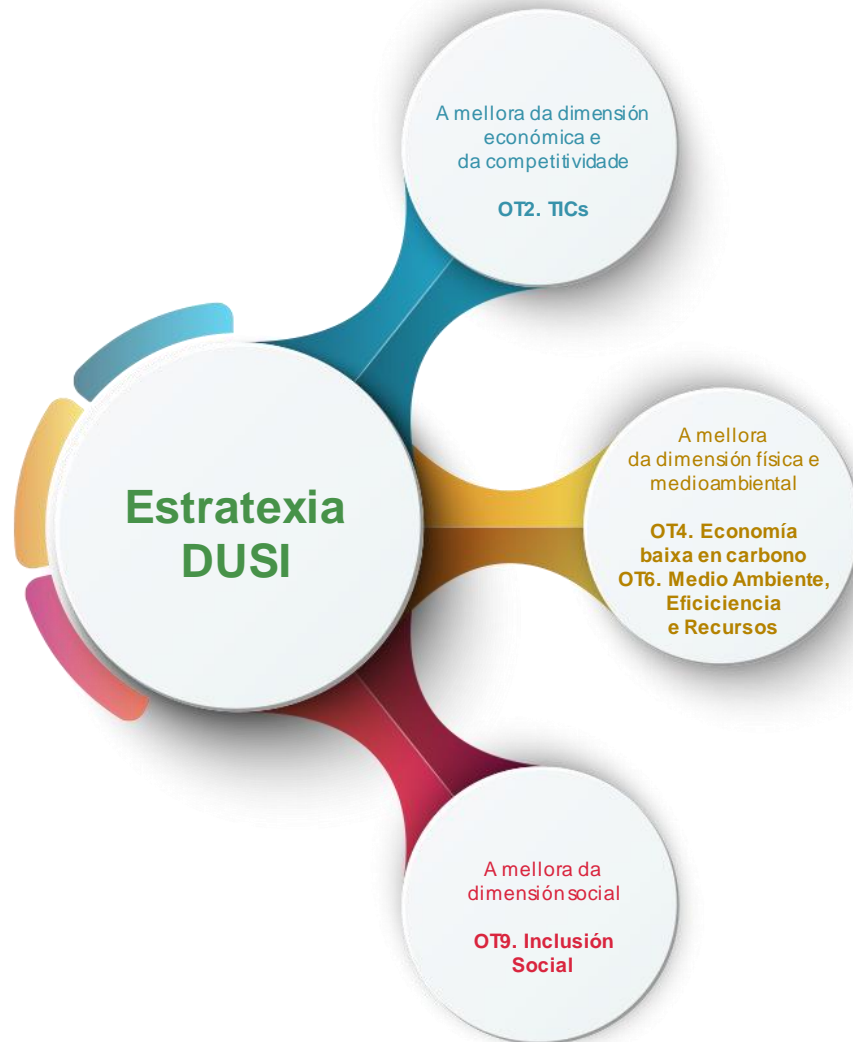 A mellora da dimensión
económica e
da competitividade
OT2. TICs
Estratexia
DUSI
A mellora
da dimensión física e
medioambiental
OT4. Economía
baixa en carbono
OT6. Medio Ambiente,
Eficiciencia
e Recursos
A mellora da
dimensión social
OT9. Inclusión
Social